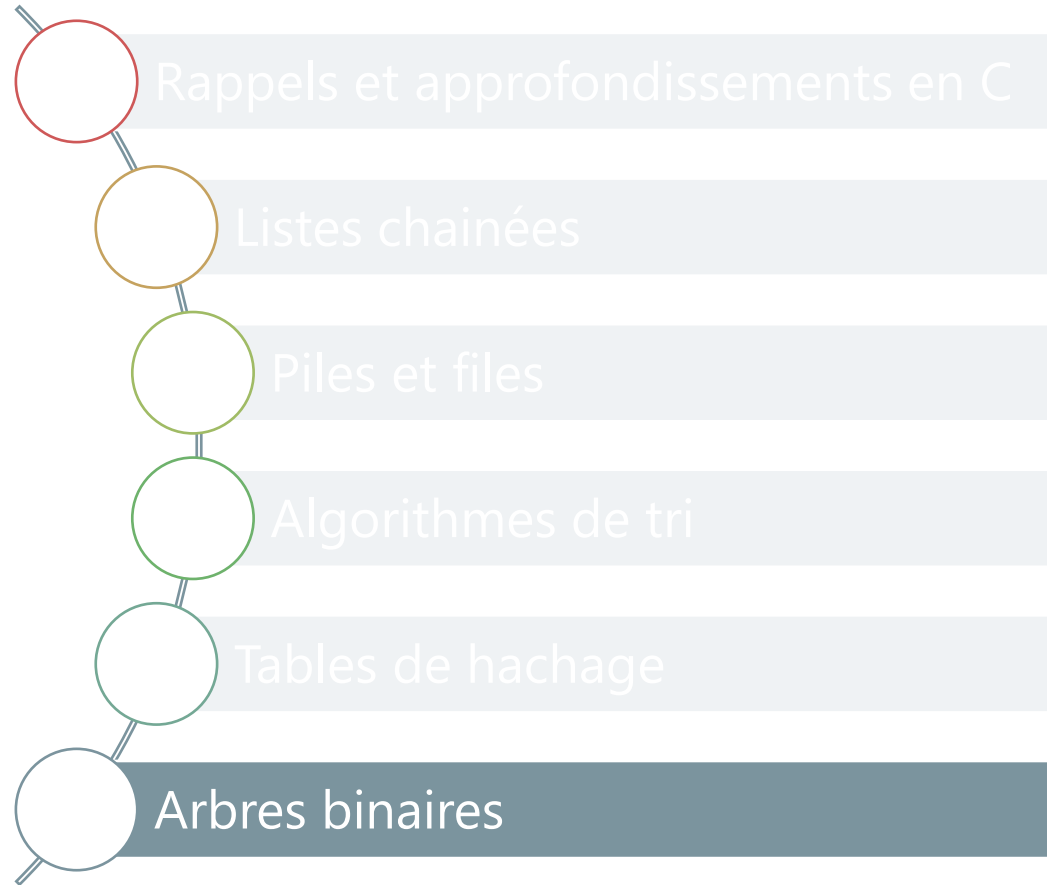 Rappels et approfondissements en C
Listes chainées
Piles et files
Algorithmes de tri
Tables de hachage
Arbres binaires